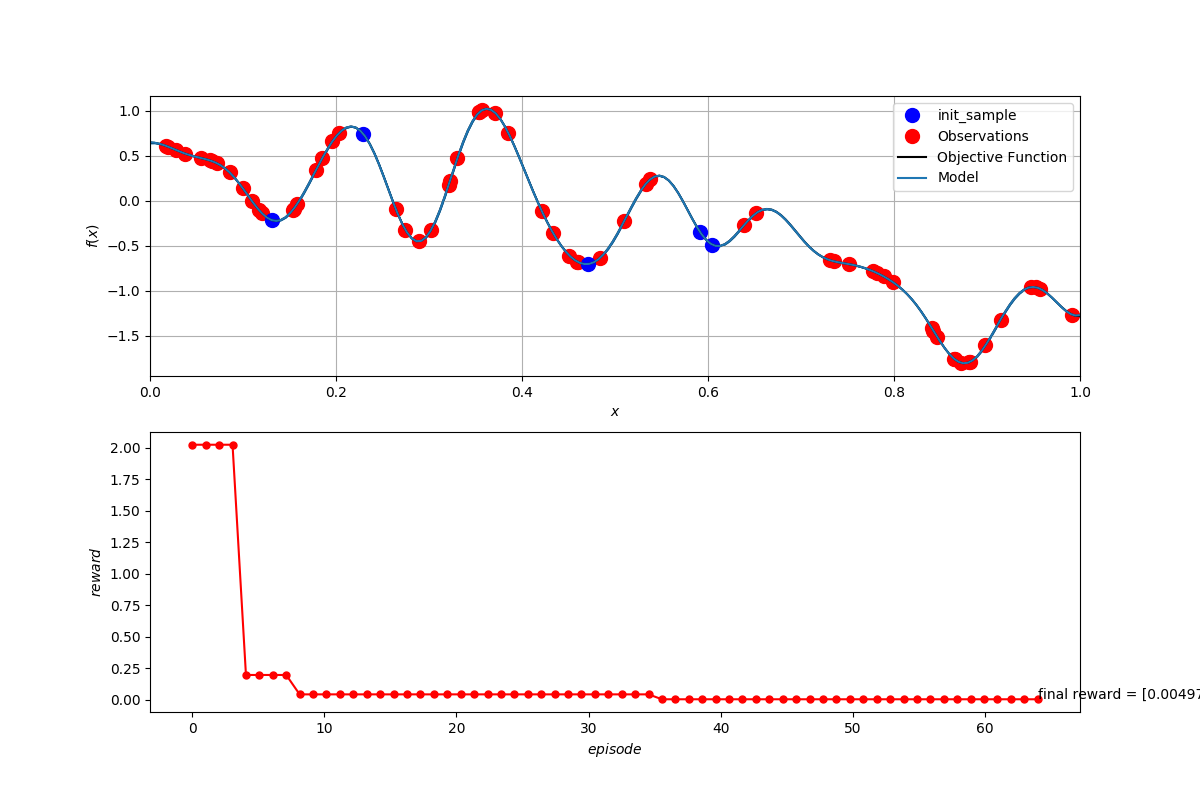 1.0
0.5
0.0
−0.5
−1.0
−1.5
f(x)
init_sample
Observations
Objective Function
Model
0.0 0.2 0.4 0.6 0.8 1.0
x
2.00
1.75
1.50
1.25
1.00
0.75
0.50
0.25
0.00
reward
final reward = [0.00497
0 10 20 30 40 50 60
episode